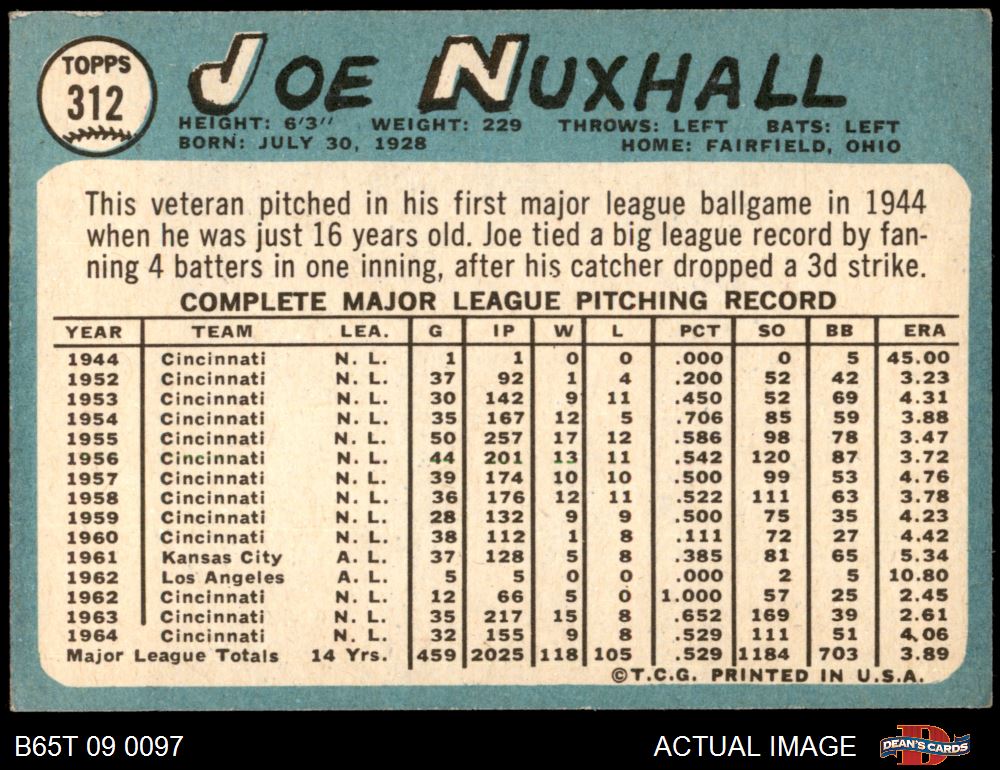 TOPPS
312
JOE NUXHALL
HEIGHT: 6'3" WEIGHT: 229 THROWS: LEFT BATS: LEFT
BORN: JULY 30, 1928 HOME: FAIRFIELD, OHIO
This veteran pitched in his first major league ballgame in 1944
when he was just 16 years old. Joe tied a big league record by fan-
ning 4 batters in one inning, after his catcher dropped a 3d strike.
COMPLETE MAJOR LEAGUE PITCHING RECORD
YEAR TEAM LEA. G IP W L PCT SO BB ERA
1944 Cincinnati N. L. 1 1 0 0 .000 0 5 45.00
1952 Cincinnati N. L. 37 92 1 4 .200 52 42 3.23
1953 Cincinnati N. L. 30 142 9 11 .450 52 69 4.31
1954 Cincinnati N. L. 35 167 12 5 .706 85 59 3.88
1955 Cincinnati N. L. 50 257 17 12 .586 98 78 3.47
1956 Cincinnati N. L. 44 201 13 11 .542 120 87 3.72
1957 Cincinnati N. L. 39 174 10 10 .500 99 53 4.76
1958 Cincinnati N. L. 36 176 12 11 .522 111 63 3.78
1959 Cincinnati N. L. 28 132 9 9 .500 75 35 4.23
1960 Cincinnati N. L. 38 112 1 8 .111 72 27 4.42
1961 Kansas City A. L. 37 128 5 8 .385 81 65 5.34
1962 Los Angeles A. L. 5 5 0 0 .000 2 5 10.80
1962 Cincinnati N. L. 12 66 5 0 1.000 57 25 2.45
1963 Cincinnati N. L. 35 217 15 8 .652 169 39 2.61
1964 Cincinnati N. L. 32 155 9 8 .529 111 51 4.06
Major League Totals 14 Yrs. 459 2025 118 105 .529 1184 703 3.89
©T.C.G. PRINTED IN U.S.A.
B65T 09 0097 ACTUAL IMAGE DEAN'S CARDS